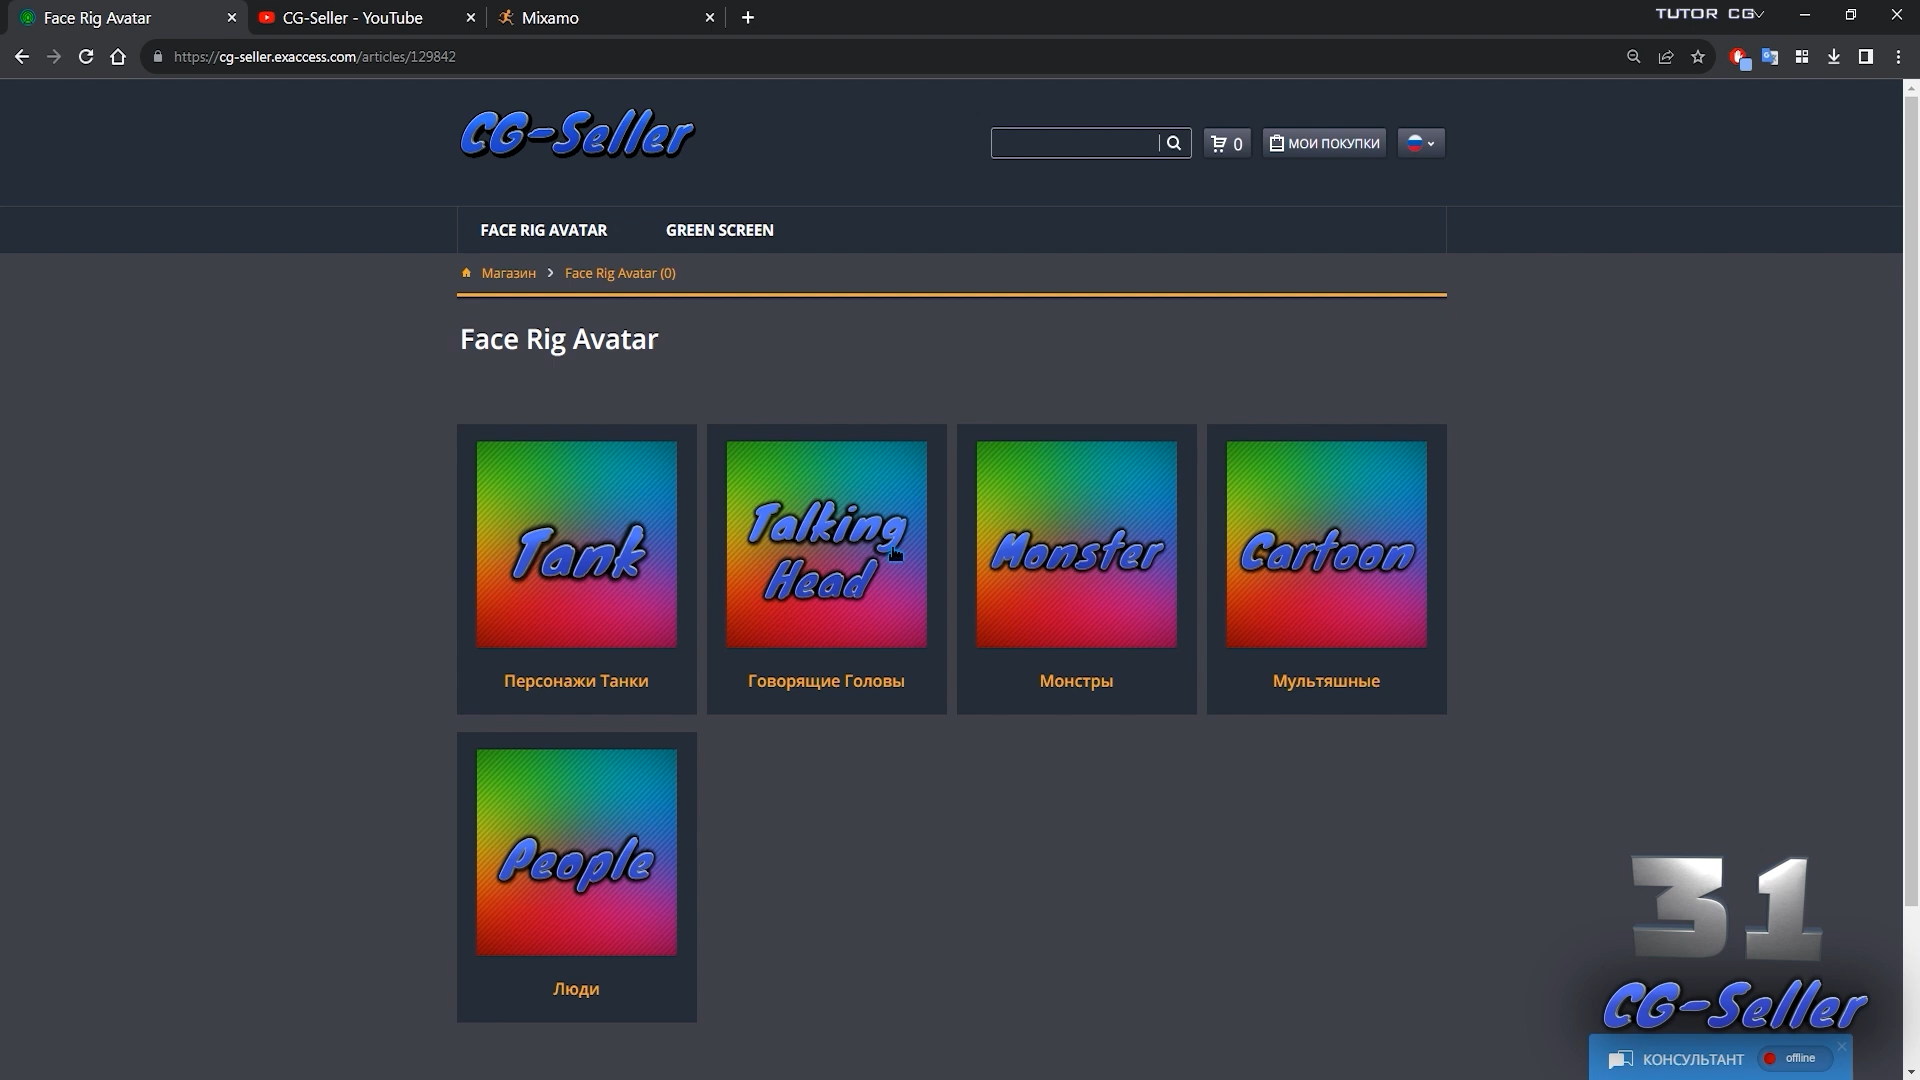 Face Rig Avatar
CG-Seller - YouTube
Mixamo
TUTOR CG
https://cg-seller.exaccess.com/articles/129842
CG-Seller
0
МОИ ПОКУПКИ
FACE RIG AVATAR
GREEN SCREEN
Магазин
Face Rig Avatar (0)
Face Rig Avatar
Tank
Talking
Head
Monster
Cartoon
Персонажи Танки
Говорящие Головы
Монстры
Мультяшные
People
Люди
31
CG-Seller
КОНСУЛЬТАНТ
offline